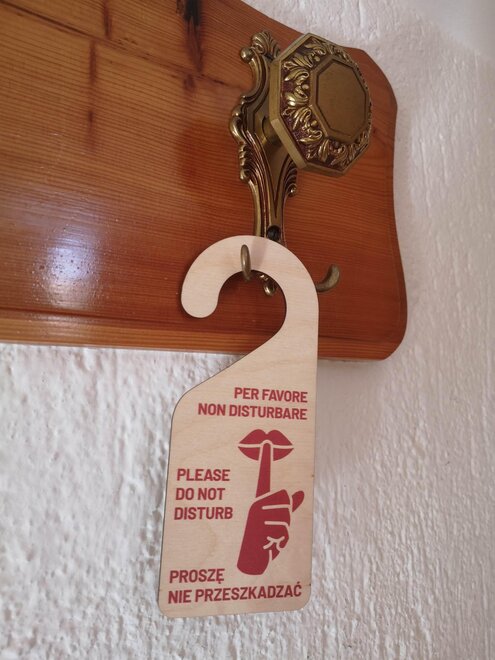 PER FAVORE
NON DISTURBARE
PLEASE
DO NOT
DISTURB
PROSZĘ
NIE PRZESZKADZAĆ